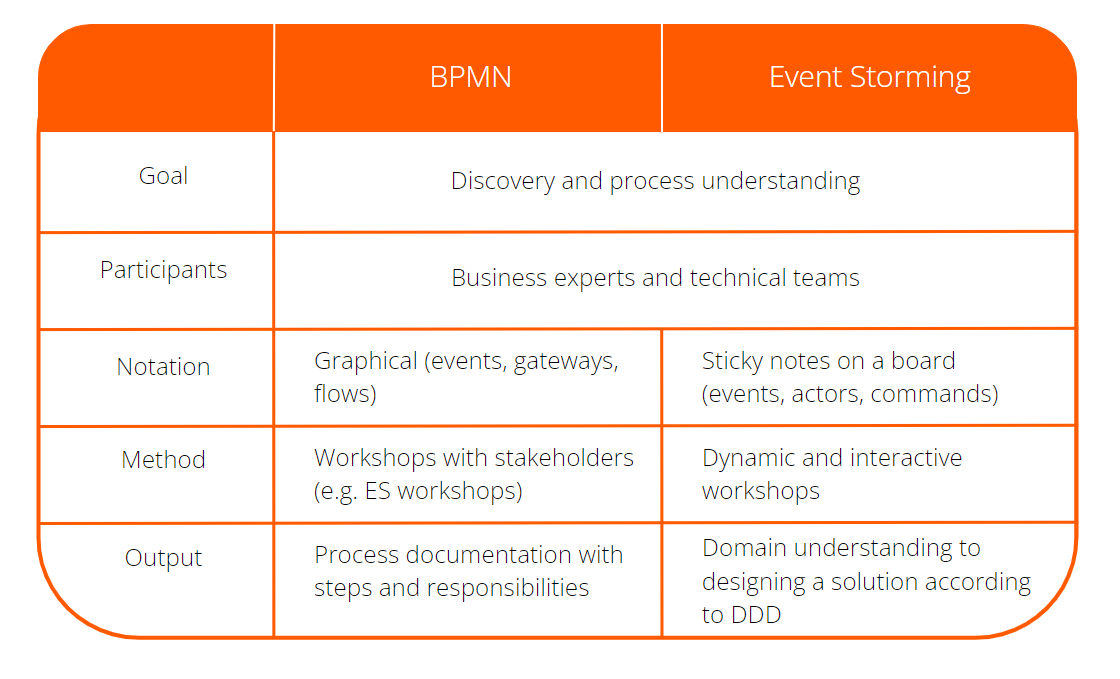 BPMN
Event Storming
Goal
Discovery and process understanding
Participants
Business experts and technical teams
Notation
Graphical (events, gateways,
flows)
Sticky notes on a board
(events, actors, commands)
Method
Workshops with stakeholders
(e.g. ES workshops)
Dynamic and interactive
workshops
Output
Process documentation with
steps and responsibilities
Domain understanding to
designing a solution according
to DDD